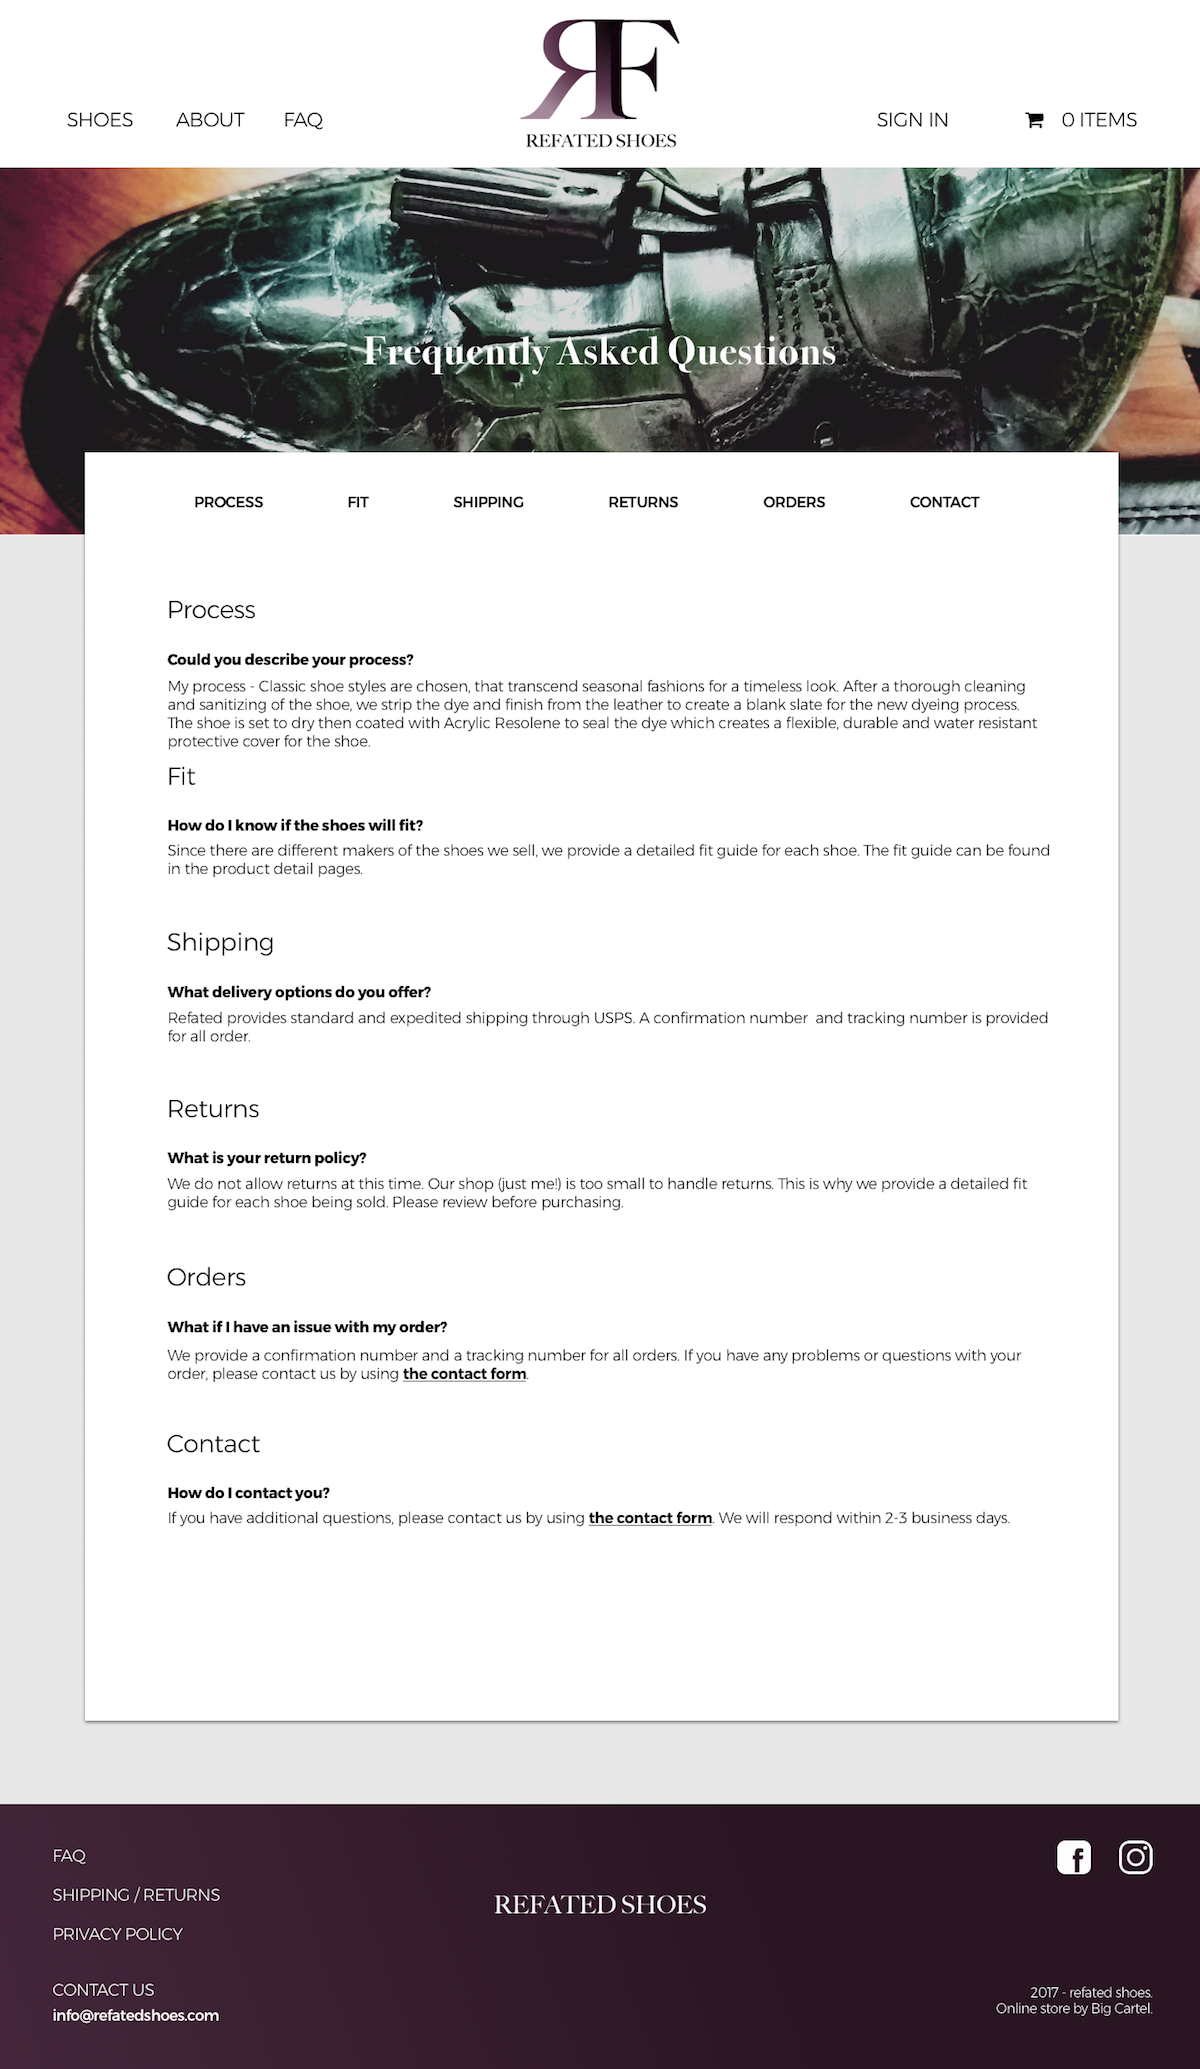 SHOES ABOUT FAQ
RF
REFATED SHOES
SIGN IN 0 ITEMS
Frequently Asked Questions
PROCESS FIT SHIPPING RETURNS ORDERS CONTACT
Process
Could you describe your process?
My process - Classic shoe styles are chosen, that transcend seasonal fashions for a timeless look. After a thorough cleaning
and sanitizing of the shoe, we strip the dye and finish from the leather to create a blank slate for the new dyeing process.
The shoe is set to dry then coated with Acrylic Resolene to seal the dye which creates a flexible, durable and water resistant
protective cover for the shoe.
Fit
How do I know if the shoes will fit?
Since there are different makers of the shoes we sell, we provide a detailed fit guide for each shoe. The fit guide can be found
in the product detail pages.
Shipping
What delivery options do you offer?
Refated provides standard and expedited shipping through USPS. A confirmation number  and tracking number is provided
for all order.
Returns
What is your return policy?
We do not allow returns at this time. Our shop (just me!) is too small to handle returns. This is why we provide a detailed fit
guide for each shoe being sold. Please review before purchasing.
Orders
What if I have an issue with my order?
We provide a confirmation number and a tracking number for all orders. If you have any problems or questions with your
order, please contact us by using the contact form.
Contact
How do I contact you?
If you have additional questions, please contact us by using the contact form. We will respond within 2-3 business days.
FAQ
SHIPPING / RETURNS
PRIVACY POLICY
CONTACT US
info@refatedshoes.com
REFATED SHOES
2017 - refated shoes.
Online store by Big Cartel.